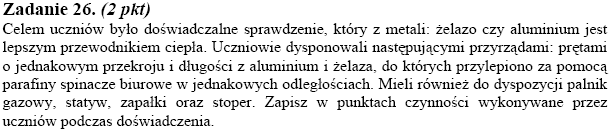 Zadanie 26. (2 pkt)
Celem uczniów było doświadczalne sprawdzenie, który z metali: żelazo czy aluminium jest
lepszym przewodnikiem ciepła. Uczniowie dysponowali następującymi przyrządami: prętami
o jednakowym przekroju i długości z aluminium i żelaza, do których przylepiono za pomocą
parafiny spinacze biurowe w jednakowych odległościach. Mieli również do dyspozycji palnik
gazowy, statyw, zapałki oraz stoper. Zapisz w punktach czynności wykonywane przez
uczniów podczas doświadczenia.